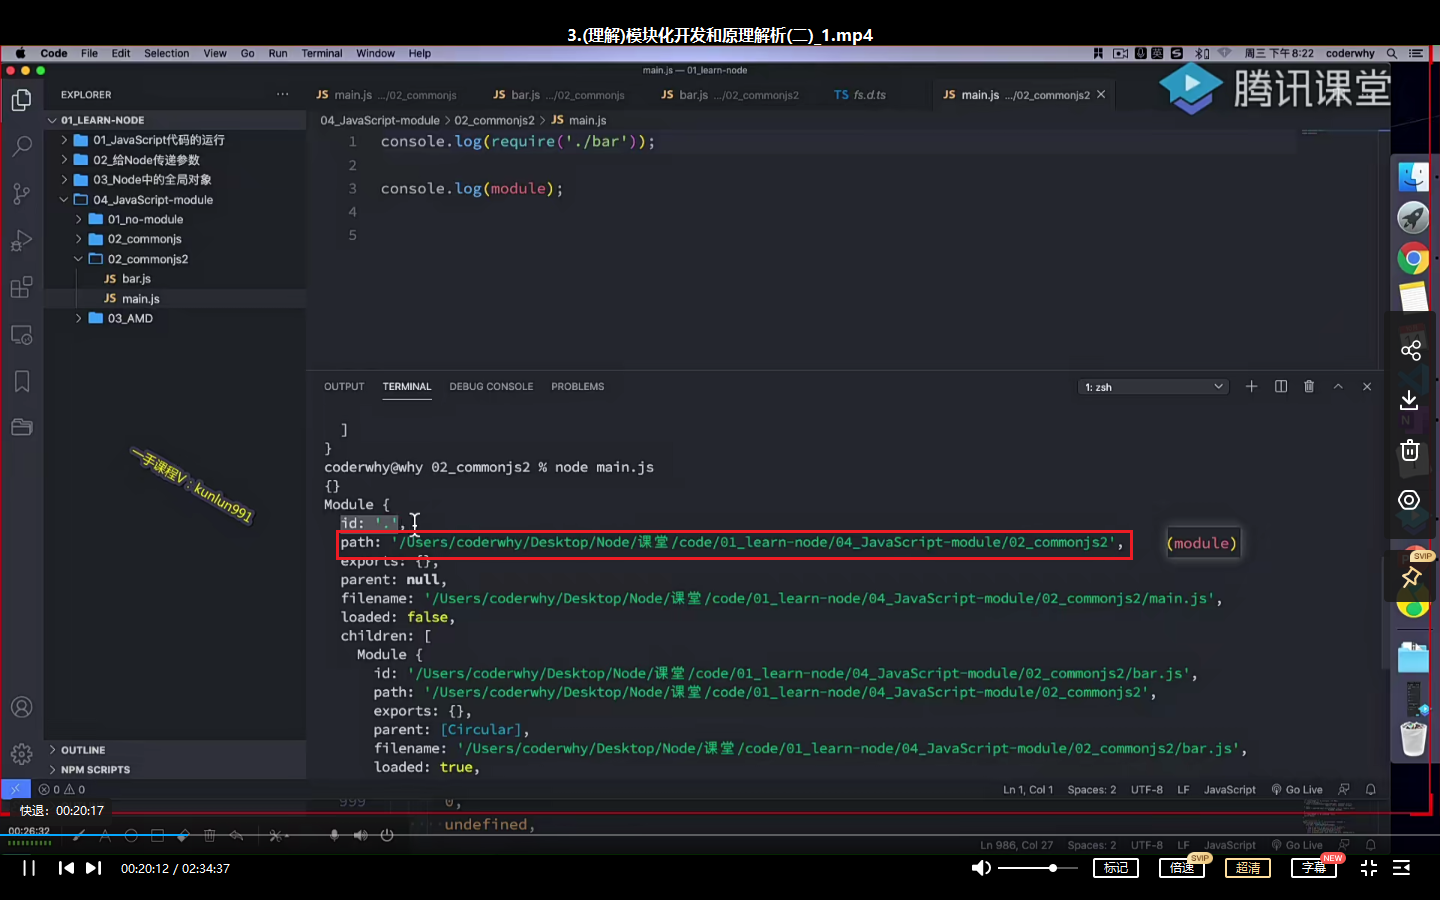 3.(理解)模块化开发和原理解析(二)_1.mp4
Code File Edit Selection View Go Run Terminal Window Help
周三 下午8:22 coderwhy
main.js — 01_learn-node
腾讯课堂
EXPLORER
JS main.js .../02_commonjs
JS bar.js .../02_commonjs
JS bar.js .../02_commonjs2
TS fs.d.ts
JS main.js .../02_commonjs2
04_JavaScript-module > 02_commonjs2 > JS main.js
01_LEARN-NODE
01_JavaScript代码的运行
02_给Node传递参数
03_Node中的全局对象
04_JavaScript-module
01_no-module
02_commonjs
02_commonjs2
JS bar.js
JS main.js
03_AMD
1 console.log(require('./bar'));
2
3 console.log(module);
4
5
OUTPUT TERMINAL DEBUG CONSOLE PROBLEMS
1: zsh
]
}
coderwhy@why 02_commonjs2 % node main.js
{}
Module {
id: '.',
path: '/Users/coderwhy/Desktop/Node/课堂/code/01_learn-node/04_JavaScript-module/02_commonjs2',
(module)
exports: {},
parent: null,
filename: '/Users/coderwhy/Desktop/Node/课堂/code/01_learn-node/04_JavaScript-module/02_commonjs2/main.js',
loaded: false,
children: [
Module {
id: '/Users/coderwhy/Desktop/Node/课堂/code/01_learn-node/04_JavaScript-module/02_commonjs2/bar.js',
path: '/Users/coderwhy/Desktop/Node/课堂/code/01_learn-node/04_JavaScript-module/02_commonjs2',
exports: {},
parent: [Circular],
filename: '/Users/coderwhy/Desktop/Node/课堂/code/01_learn-node/04_JavaScript-module/02_commonjs2/bar.js',
loaded: true,
一手课程V：kunlun991
SVIP
OUTLINE
NPM SCRIPTS
0 0
Ln 1, Col 1 Spaces: 2 UTF-8 LF JavaScript Go Live
快退：00:20:17
999 0,
undefined,
00:26:32
Ln 986, Col 27 Spaces: 2 UTF-8 LF JavaScript Go Live
00:20:12 / 02:34:37
标记
倍速 SVIP
超清
字幕 NEW